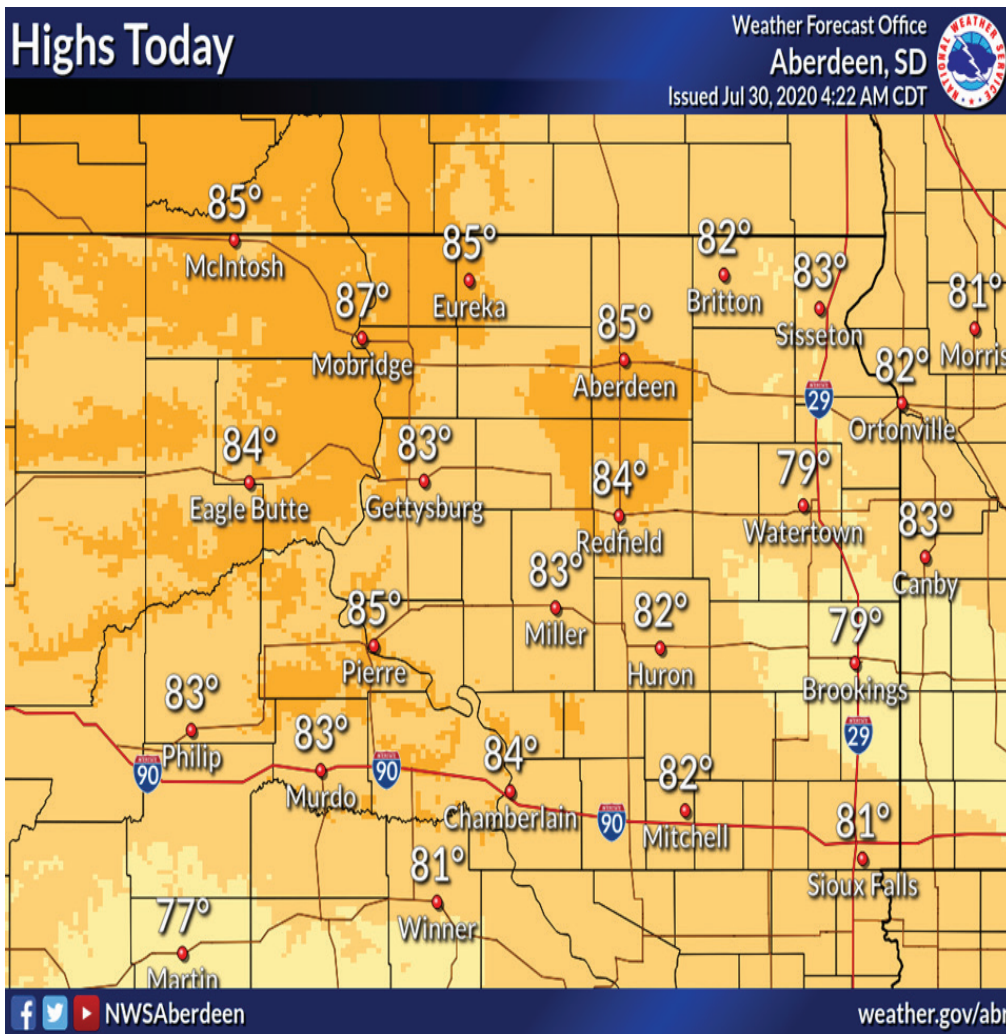 Highs Today
Weather Forecast Office
Aberdeen, SD
Issued Jul 30, 2020 4:22 AM CDT
NATIONAL WEATHER SERVICE
85°
McIntosh
85°
Eureka
82°
Britton
83°
Sisseton
81°
Morris
87°
Mobridge
85°
Aberdeen
82°
Ortonville
29
84°
Eagle Butte
83°
Gettysburg
84°
Redfield
79°
Watertown
83°
Canby
85°
Pierre
83°
Miller
82°
Huron
79°
Brookings
83°
Philip
83°
Murdo
84°
Chamberlain
82°
Mitchell
81°
Sioux Falls
29
90
90
90
77°
Martin
81°
Winner
NWSAberdeen
weather.gov/abr